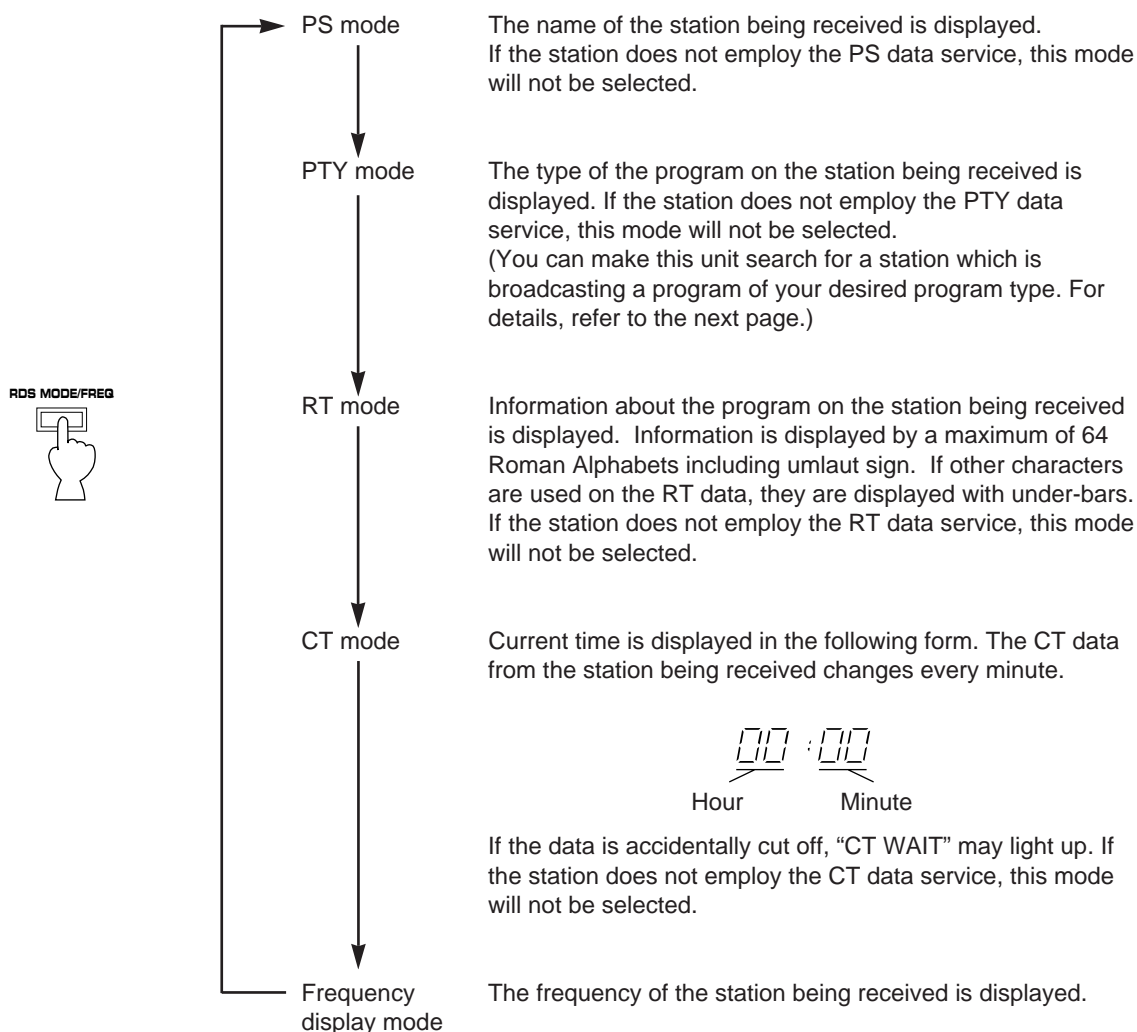 PS mode
The name of the station being received is displayed.
If the station does not employ the PS data service, this mode
will not be selected.
PTY mode
The type of the program on the station being received is
displayed. If the station does not employ the PTY data
service, this mode will not be selected.
(You can make this unit search for a station which is
broadcasting a program of your desired program type. For
details, refer to the next page.)
RDS MODE/FREQ
RT mode
Information about the program on the station being received
is displayed.  Information is displayed by a maximum of 64
Roman Alphabets including umlaut sign.  If other characters
are used on the RT data, they are displayed with under-bars.
If the station does not employ the RT data service, this mode
will not be selected.
CT mode
Current time is displayed in the following form. The CT data
from the station being received changes every minute.
00:00
Hour
Minute
If the data is accidentally cut off, “CT WAIT” may light up. If
the station does not employ the CT data service, this mode
will not be selected.
Frequency
display mode
The frequency of the station being received is displayed.